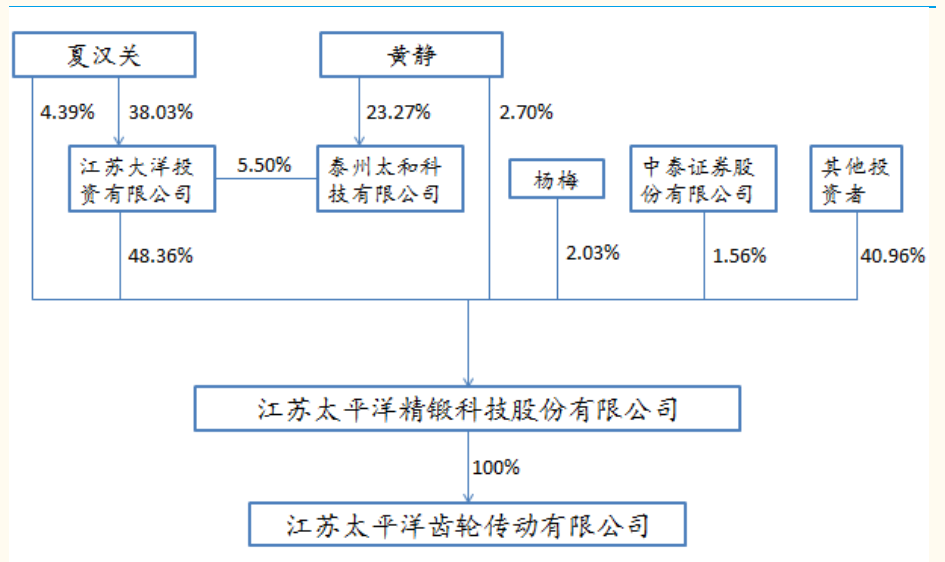 夏汉关
黄静
4.39%
38.03%
23.27%
2.70%
江苏大洋投
资有限公司
5.50%
泰州太和科
技有限公司
杨梅
中泰证券股
份有限公司
其他投
资者
48.36%
2.03%
1.56%
40.96%
江苏太平洋精锻科技股份有限公司
100%
江苏太平洋齿轮传动有限公司